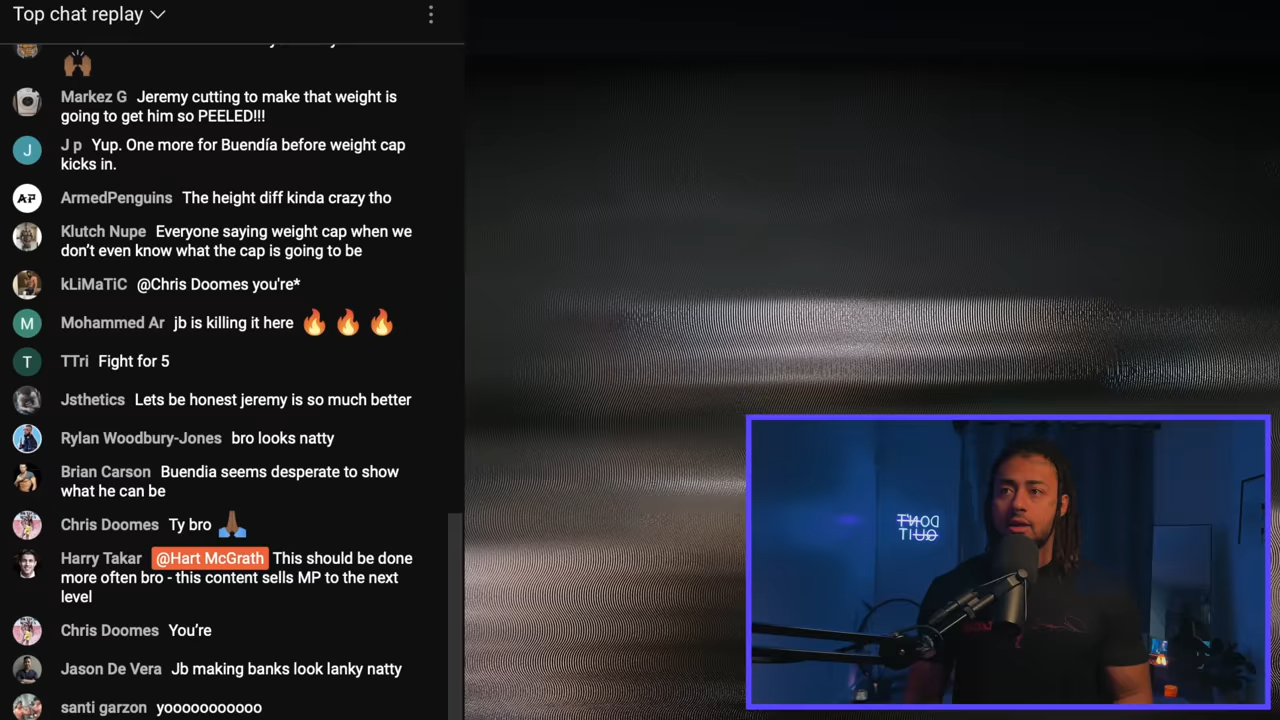 Top chat replay
Markez G Jeremy cutting to make that weight is
going to get him so PEELED!!!
J p Yup. One more for Buendía before weight cap
kicks in.
AP ArmedPenguins The height diff kinda crazy tho
Klutch Nupe Everyone saying weight cap when we
don’t even know what the cap is going to be
kLiMaTiC @Chris Doomes you're*
M Mohammed Ar jb is killing it here 🔥 🔥 🔥
T TTri Fight for 5
Jsthetics Lets be honest jeremy is so much better
Rylan Woodbury-Jones bro looks natty
Brian Carson Buendia seems desperate to show
what he can be
Chris Doomes Ty bro 🙏🏾
Harry Takar @Hart McGrath This should be done
more often bro - this content sells MP to the next
level
Chris Doomes You’re
Jason De Vera Jb making banks look lanky natty
santi garzon yooooooooooo
DON'T
QUIT